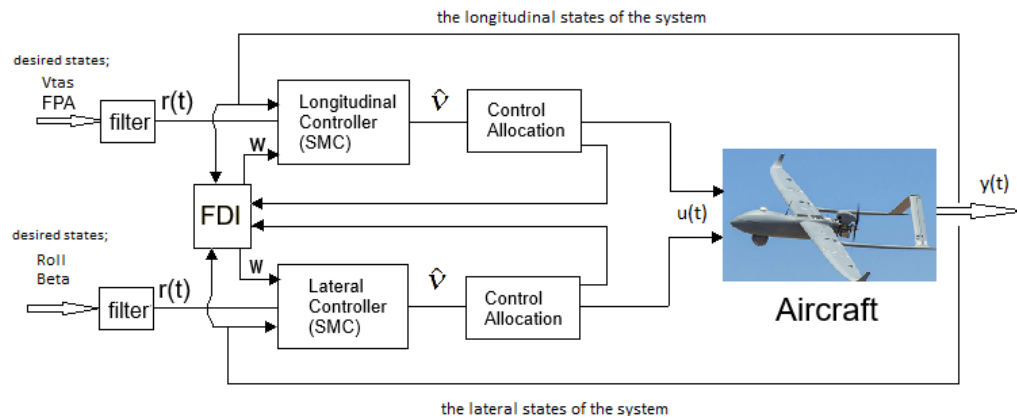 the longitudinal states of the system
desired states;
Vtas
FPA
filter
r(t)
Longitudinal
Controller
(SMC)
v̂
Control
Allocation
w
FDI
w
desired states;
Roll
Beta
filter
r(t)
Lateral
Controller
(SMC)
v̂
Control
Allocation
u(t)
y(t)
Aircraft
the lateral states of the system